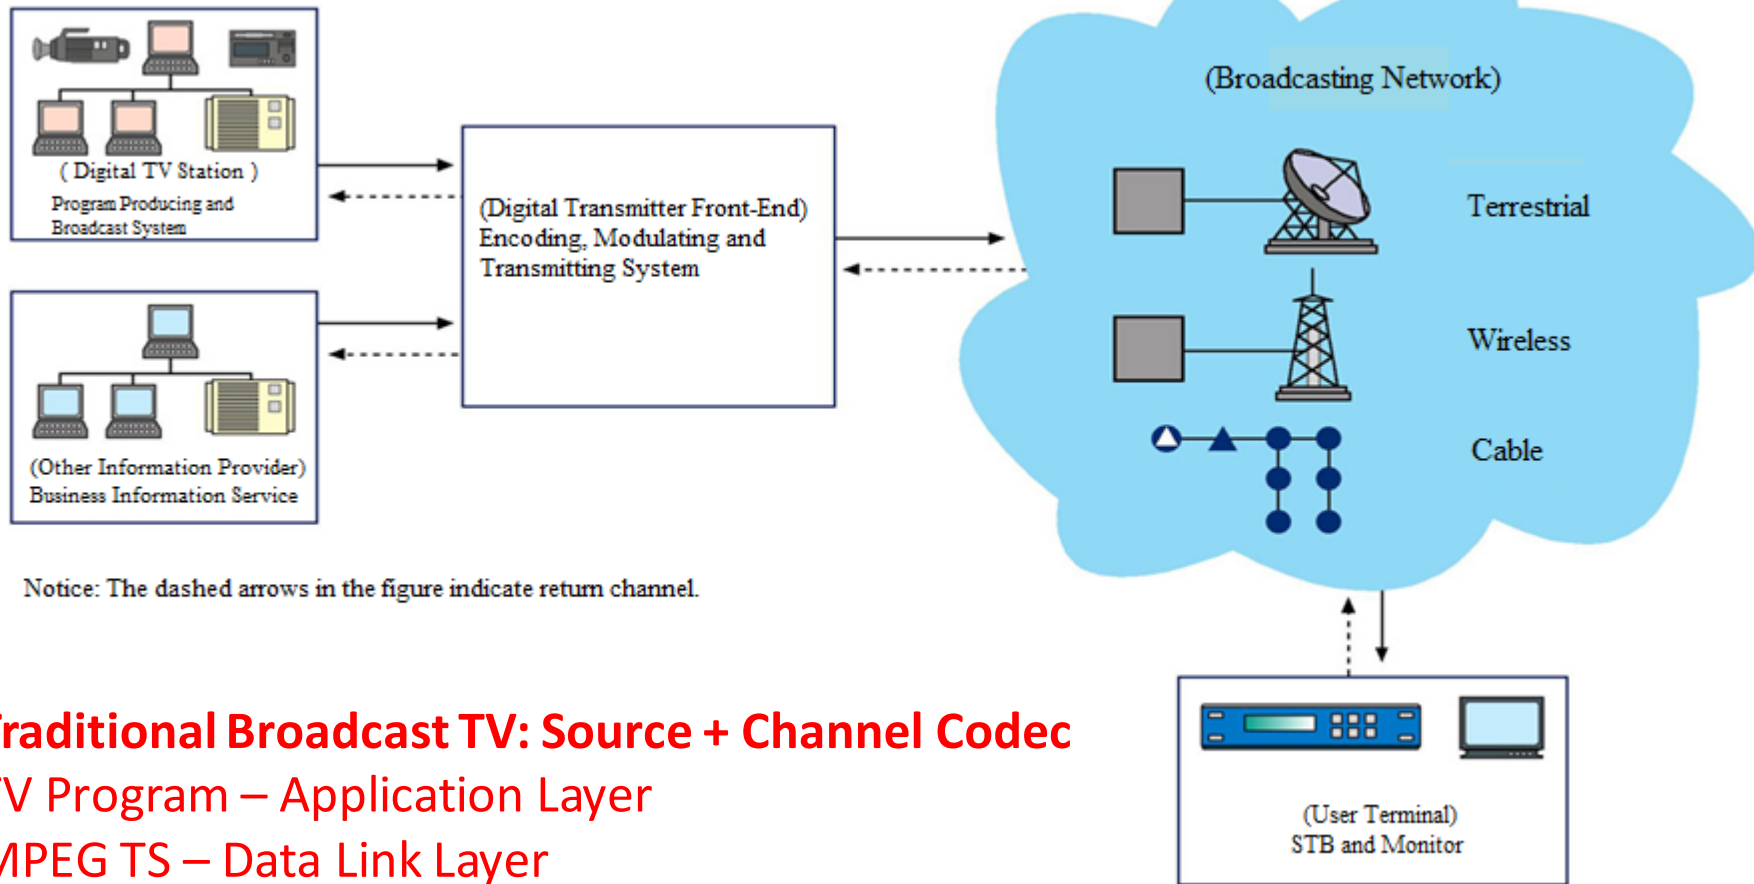 ( Digital TV Station )
Program Producing and
Broadcast System
(Digital Transmitter Front-End)
Encoding, Modulating and
Transmitting System
(Broadcasting Network)
Terrestrial
Wireless
Cable
(Other Information Provider)
Business Information Service
Notice: The dashed arrows in the figure indicate return channel.
Traditional Broadcast TV: Source + Channel Codec
TV Program – Application Layer
MPEG TS – Data Link Layer
(User Terminal)
STB and Monitor